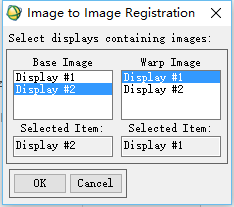 Image to Image Registration
Select displays containing images:
Base Image Warp Image
Display #1 Display #1
Display #2 Display #2
Selected Item: Selected Item:
Display #2 Display #1
OK Cancel